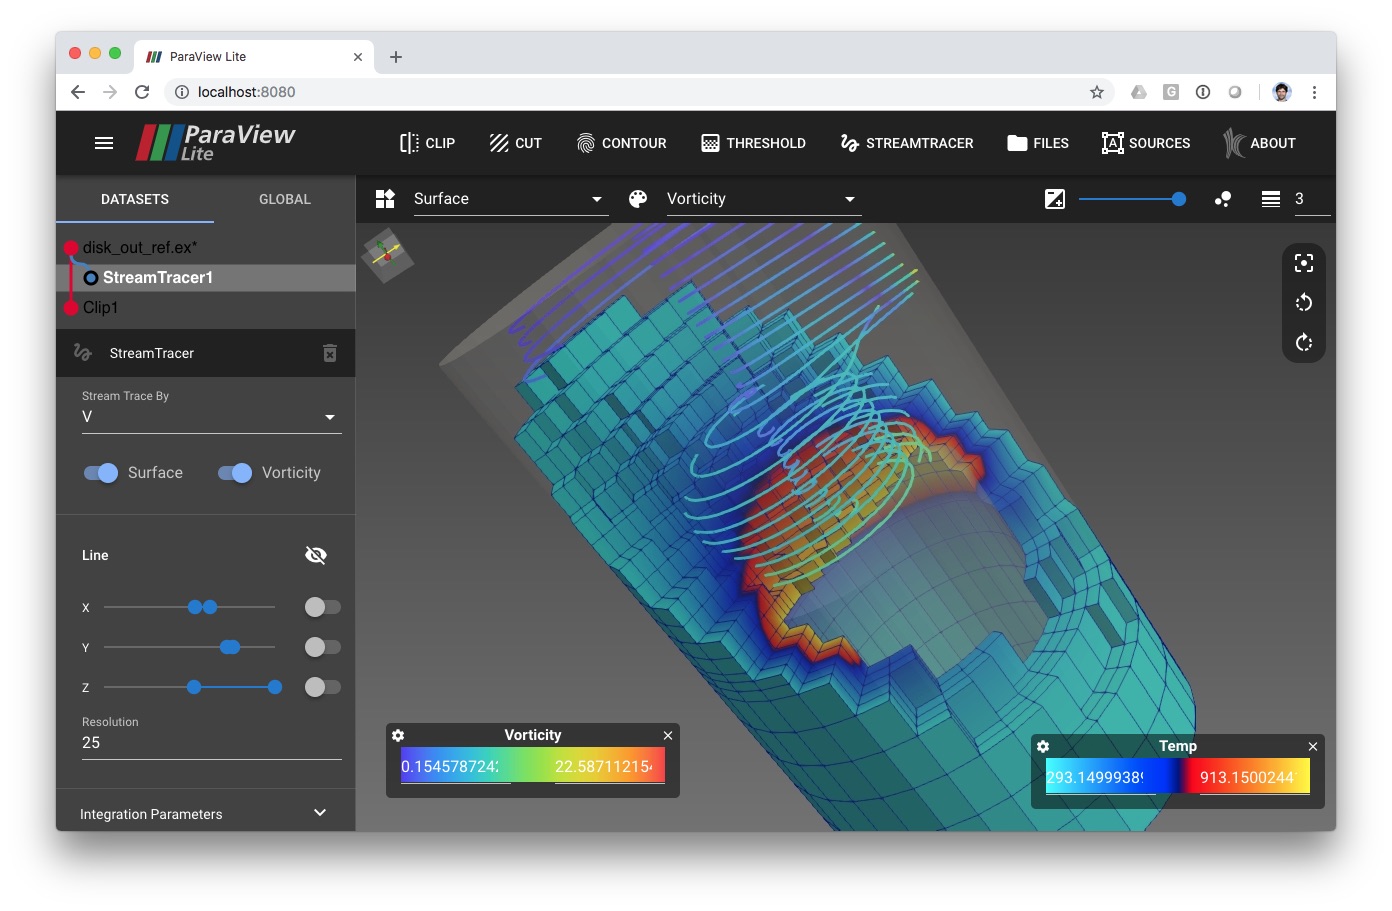 ParaView Lite
localhost:8080
ParaView
Lite
CLIP CUT CONTOUR THRESHOLD STREAMTRACER FILES SOURCES ABOUT
DATASETS GLOBAL
Surface Vorticity 3
disk_out_ref.ex*
StreamTracer1
Clip1
StreamTracer
Stream Trace By
V
Surface Vorticity
Line
X
Y
Z
Resolution
25
Integration Parameters
Vorticity
0.154578724 22.58711215
Temp
293.1499938 913.1500244